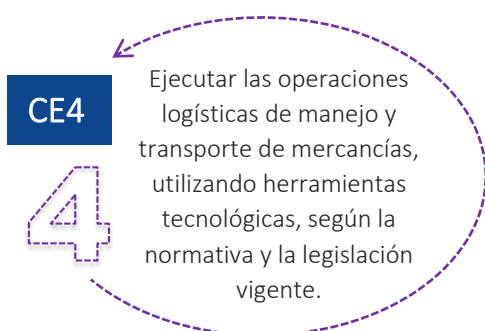 CE4
4
Ejecutar las operaciones
logísticas de manejo y
transporte de mercancías,
utilizando herramientas
tecnológicas, según la
normativa y la legislación
vigente.